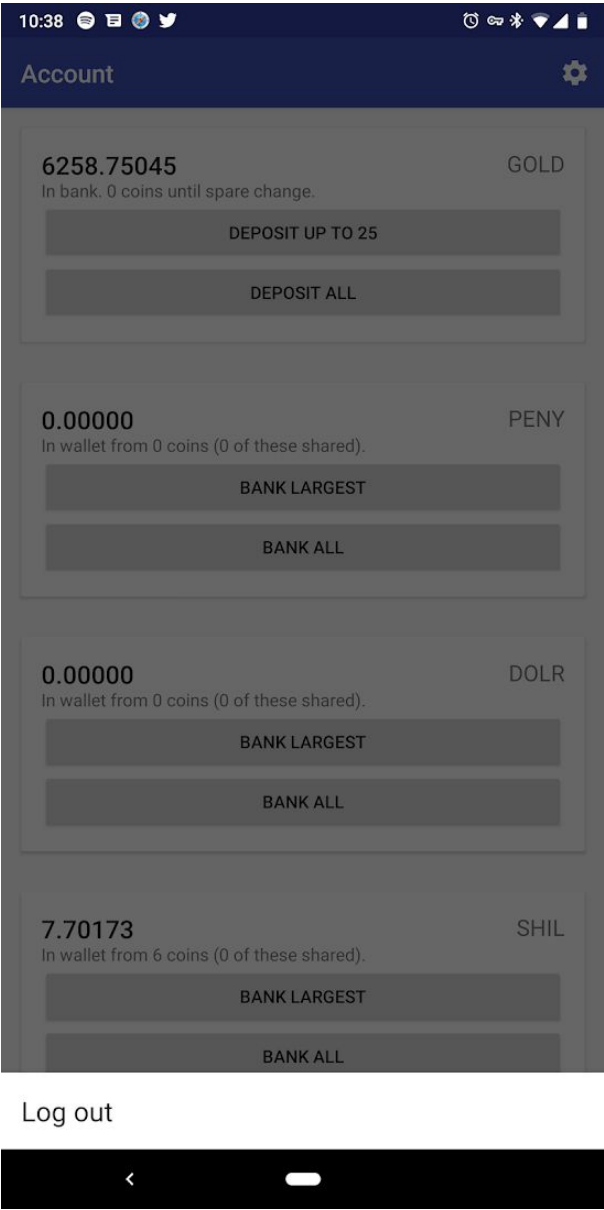 10:38
Account
6258.75045 GOLD
In bank. 0 coins until spare change.
DEPOSIT UP TO 25
DEPOSIT ALL
0.00000 PENY
In wallet from 0 coins (0 of these shared).
BANK LARGEST
BANK ALL
0.00000 DOLR
In wallet from 0 coins (0 of these shared).
BANK LARGEST
BANK ALL
7.70173 SHIL
In wallet from 6 coins (0 of these shared).
BANK LARGEST
BANK ALL
Log out